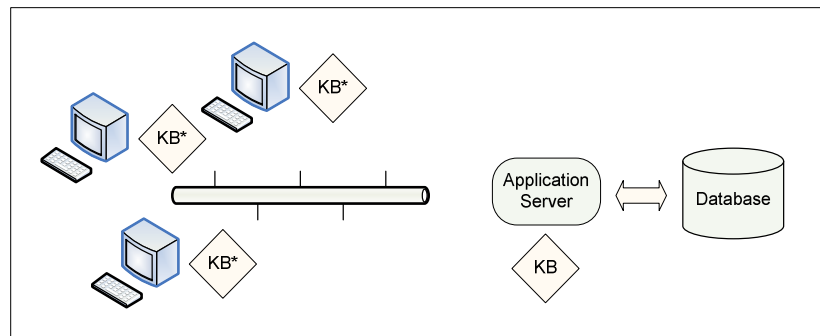 KB*
KB*
KB*
Application
Server
Database
KB